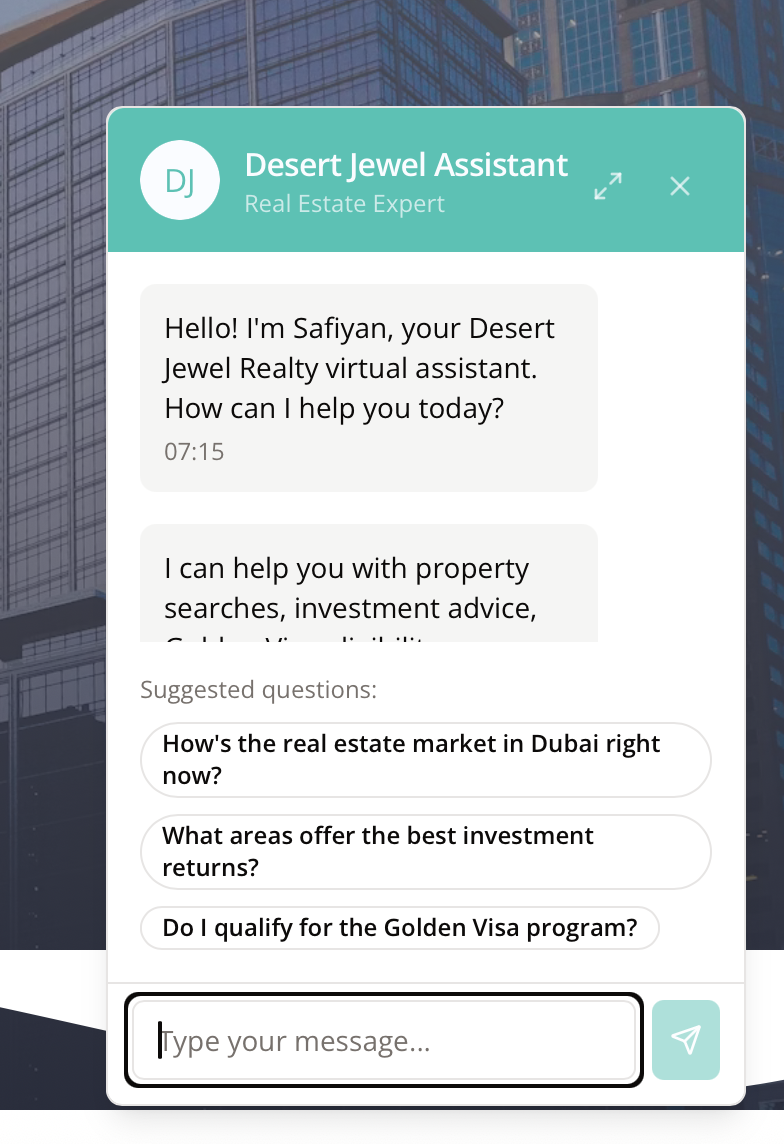 DJ
Desert Jewel Assistant
Real Estate Expert
Hello! I'm Safiyan, your Desert
Jewel Realty virtual assistant.
How can I help you today?
07:15
I can help you with property
searches, investment advice,
Golden Visa eligibility
Suggested questions:
How's the real estate market in Dubai right
now?
What areas offer the best investment
returns?
Do I qualify for the Golden Visa program?
Type your message...